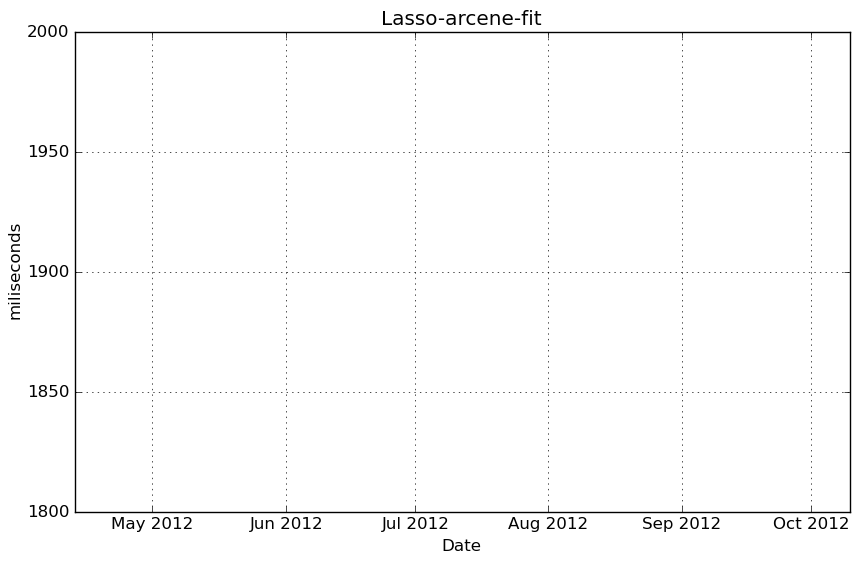 Lasso-arcene-fit
2000
1950
1900
1850
1800
miliseconds
May 2012
Jun 2012
Jul 2012
Aug 2012
Sep 2012
Oct 2012
Date